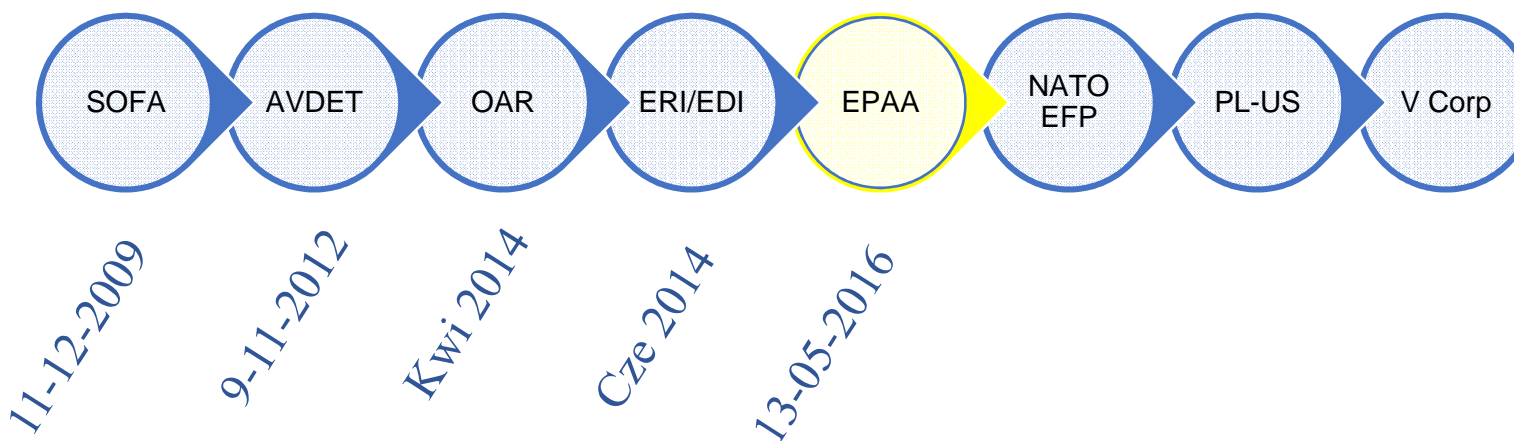 SOFA
AVDET
OAR
ERI/EDI
EPAA
NATO
EFP
PL-US
V Corp
11-12-2009
9-11-2012
Kwi 2014
Cze 2014
13-05-2016